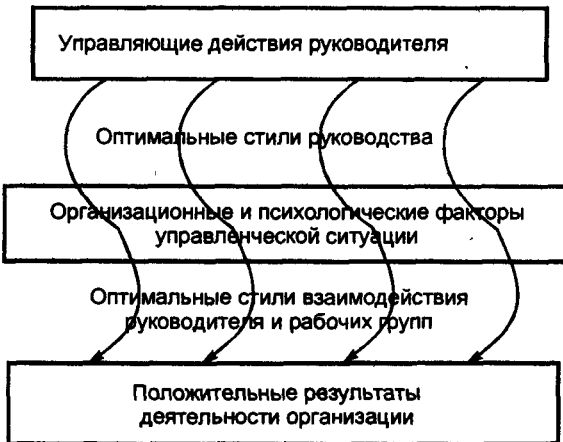 Управляющие действия руководителя
Оптимальные стили руководства
Организационные и психологические факторы
управленческой ситуации
Оптимальные стили взаимодействия
руководителя и рабочих групп
Положительные результаты
деятельности организации